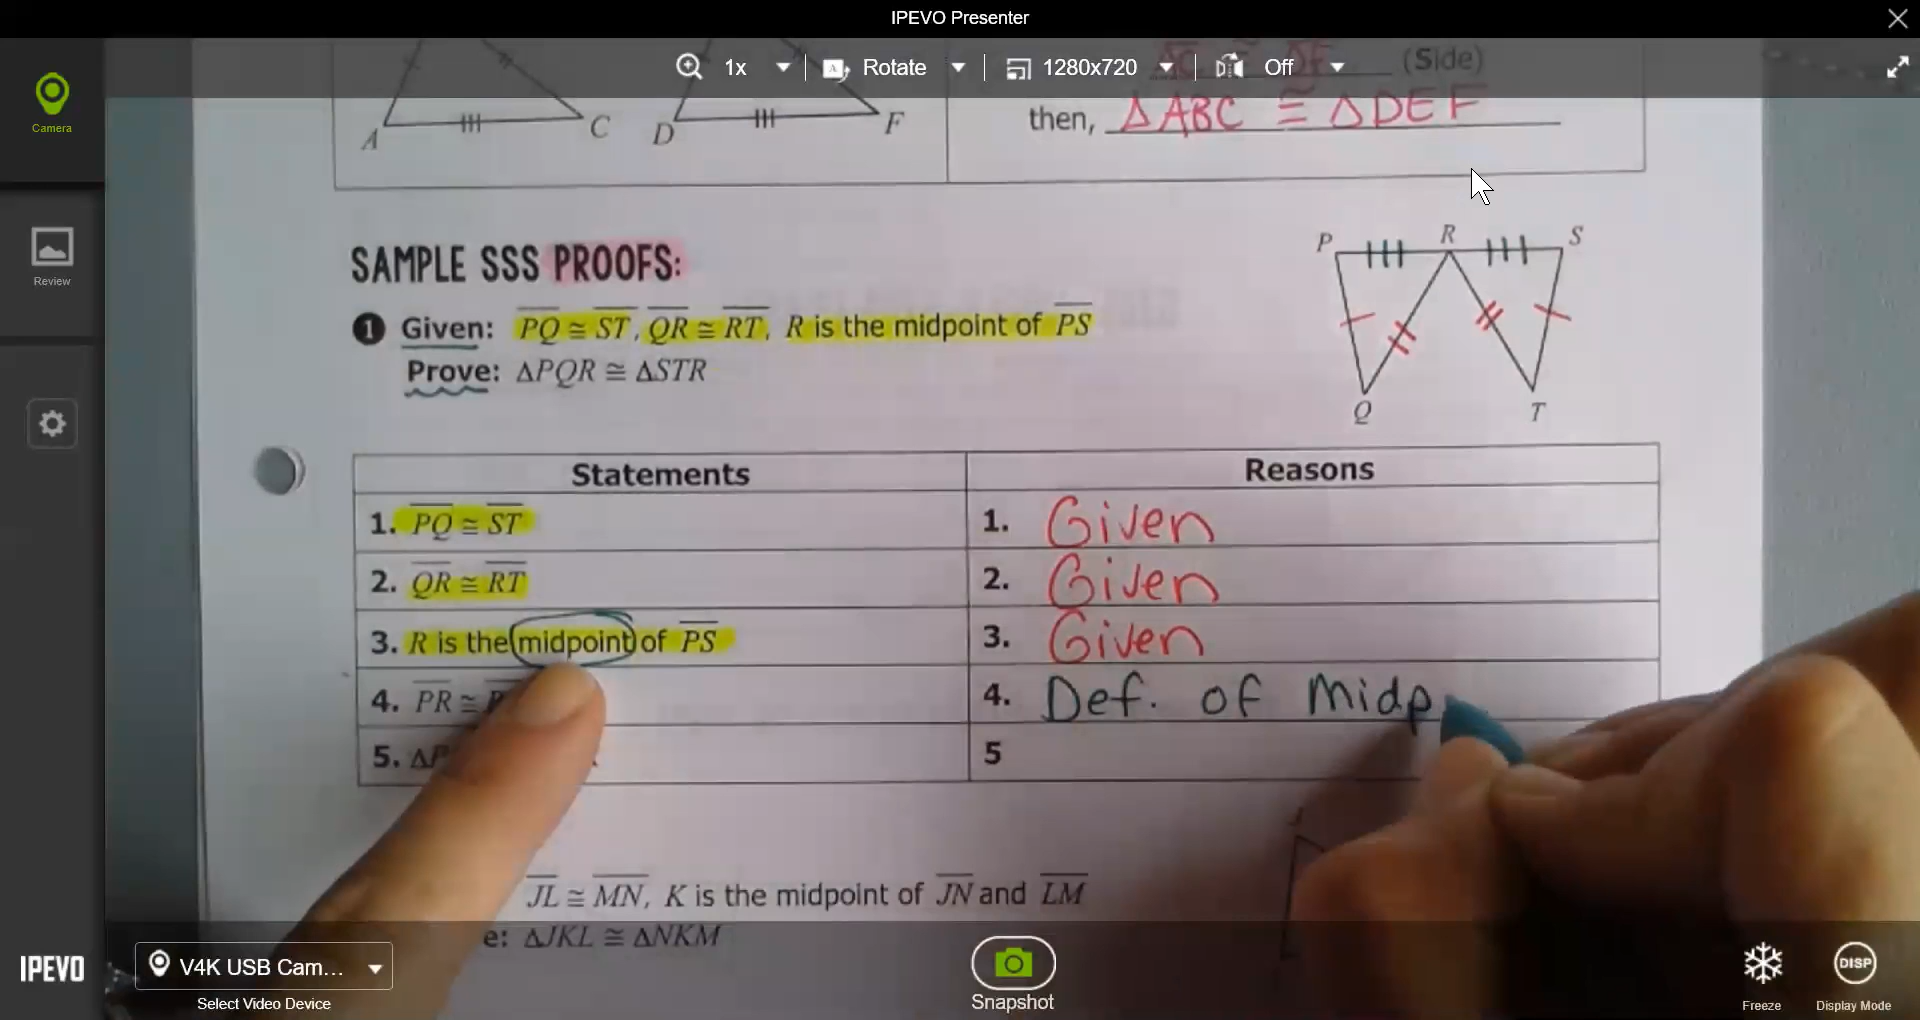 IPEVO Presenter
Camera
1x Rotate 1280x720 Off
(Side)
then, ΔABC ≅ ΔDEF
A C D F
Review
SAMPLE SSS PROOFS:
P R S
1 Given: PQ ≅ ST, QR ≅ RT, R is the midpoint of PS
Prove: ΔPQR ≅ ΔSTR
Q T
Statements Reasons
1. PQ ≅ ST 1. Given
2. QR ≅ RT 2. Given
3. R is the midpoint of PS 3. Given
4. PR ≅ 4. Def. of Midp
5. Δ 5
JL ≅ MN, K is the midpoint of JN and LM
e: ΔJKL ≅ ΔNKM
IPEVO
V4K USB Cam...
Select Video Device
Snapshot
Freeze
DISP
Display Mode